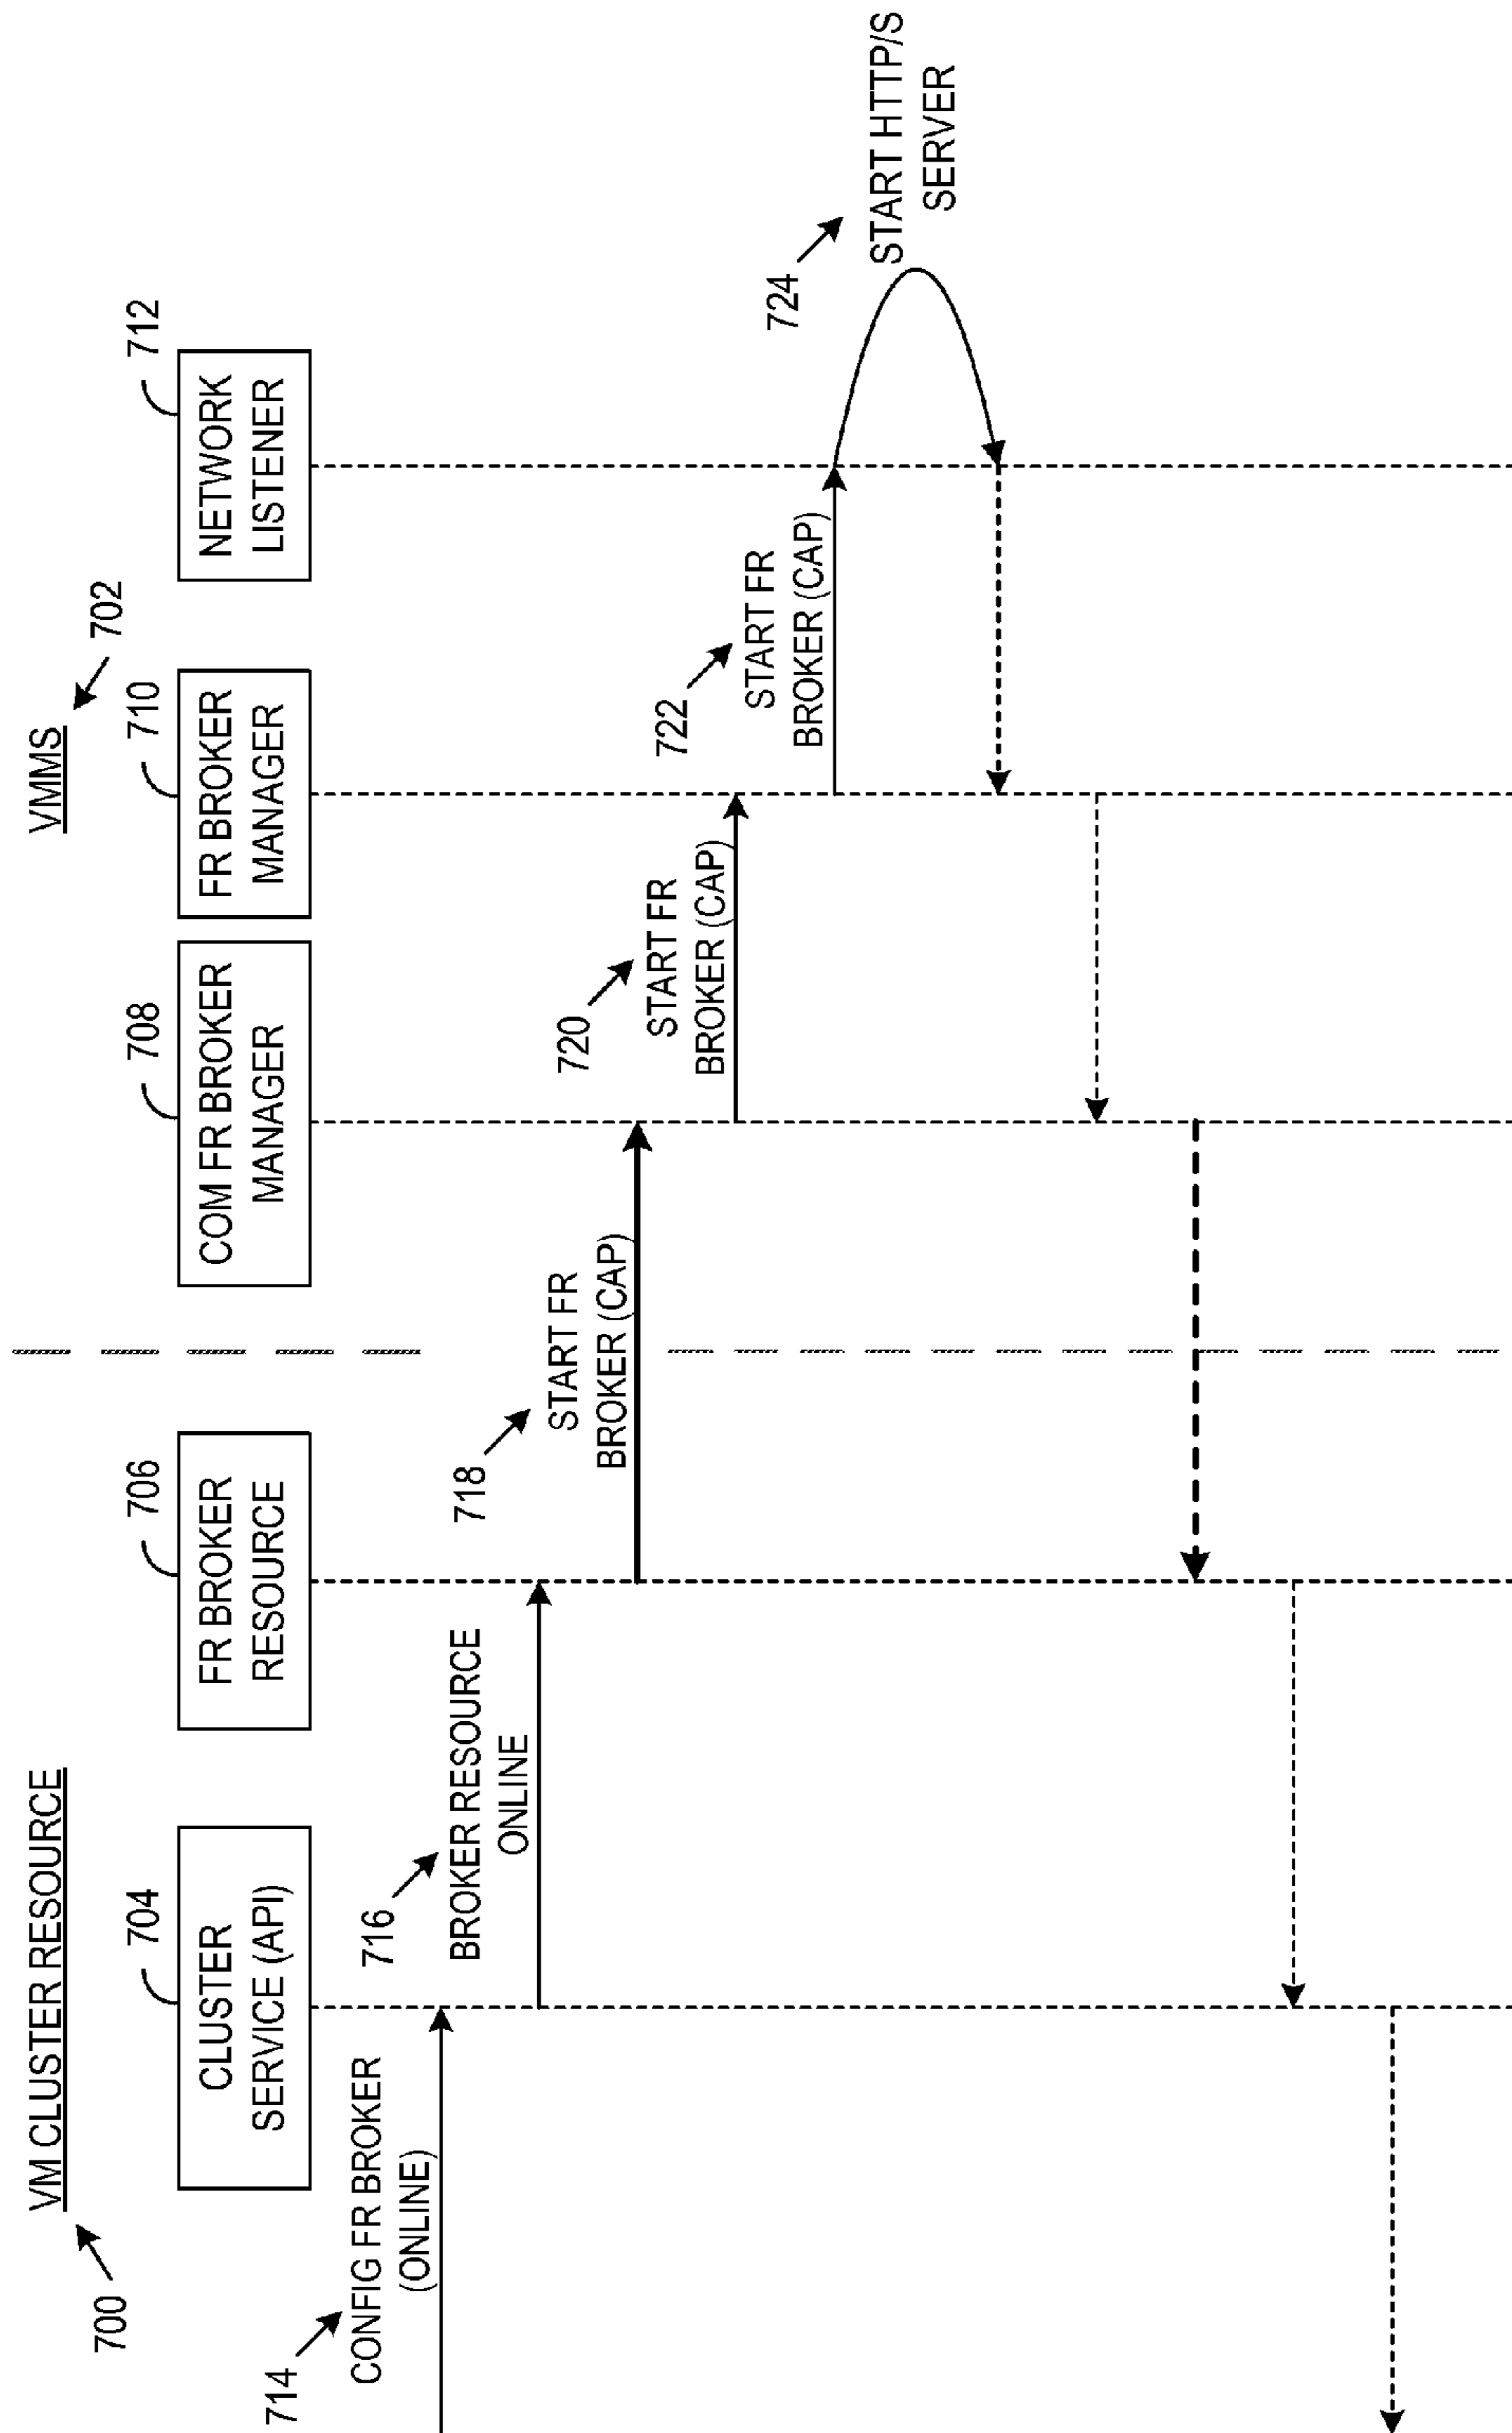 VM CLUSTER RESOURCE
700
VMMS
702
704
CLUSTER
SERVICE (API)
706
FR BROKER
RESOURCE
708
COM FR BROKER
MANAGER
710
FR BROKER
MANAGER
712
NETWORK
LISTENER
714
CONFIG FR BROKER
(ONLINE)
716
BROKER RESOURCE
ONLINE
718
START FR
BROKER (CAP)
720
START FR
BROKER (CAP)
722
START FR
BROKER (CAP)
724
START HTTP/S
SERVER